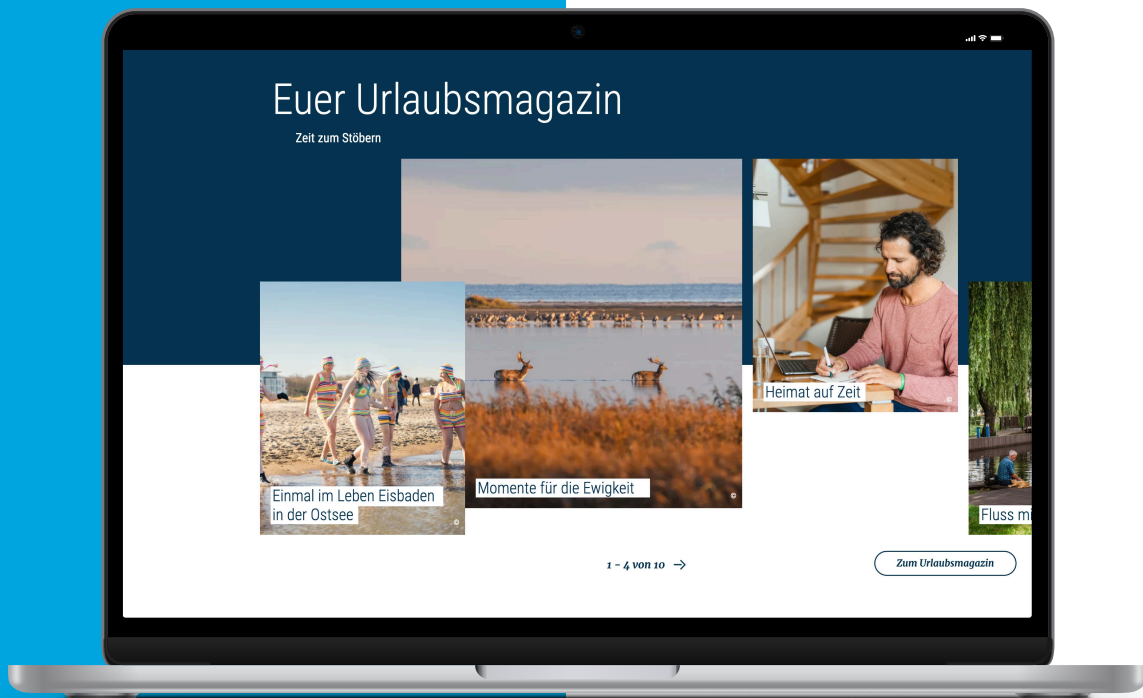 Euer Urlaubsmagazin
Zeit zum Stöbern
Einmal im Leben Eisbaden
in der Ostsee
©
Momente für die Ewigkeit
©
Heimat auf Zeit
©
Fluss mi
1 – 4 von 10 →
Zum Urlaubsmagazin